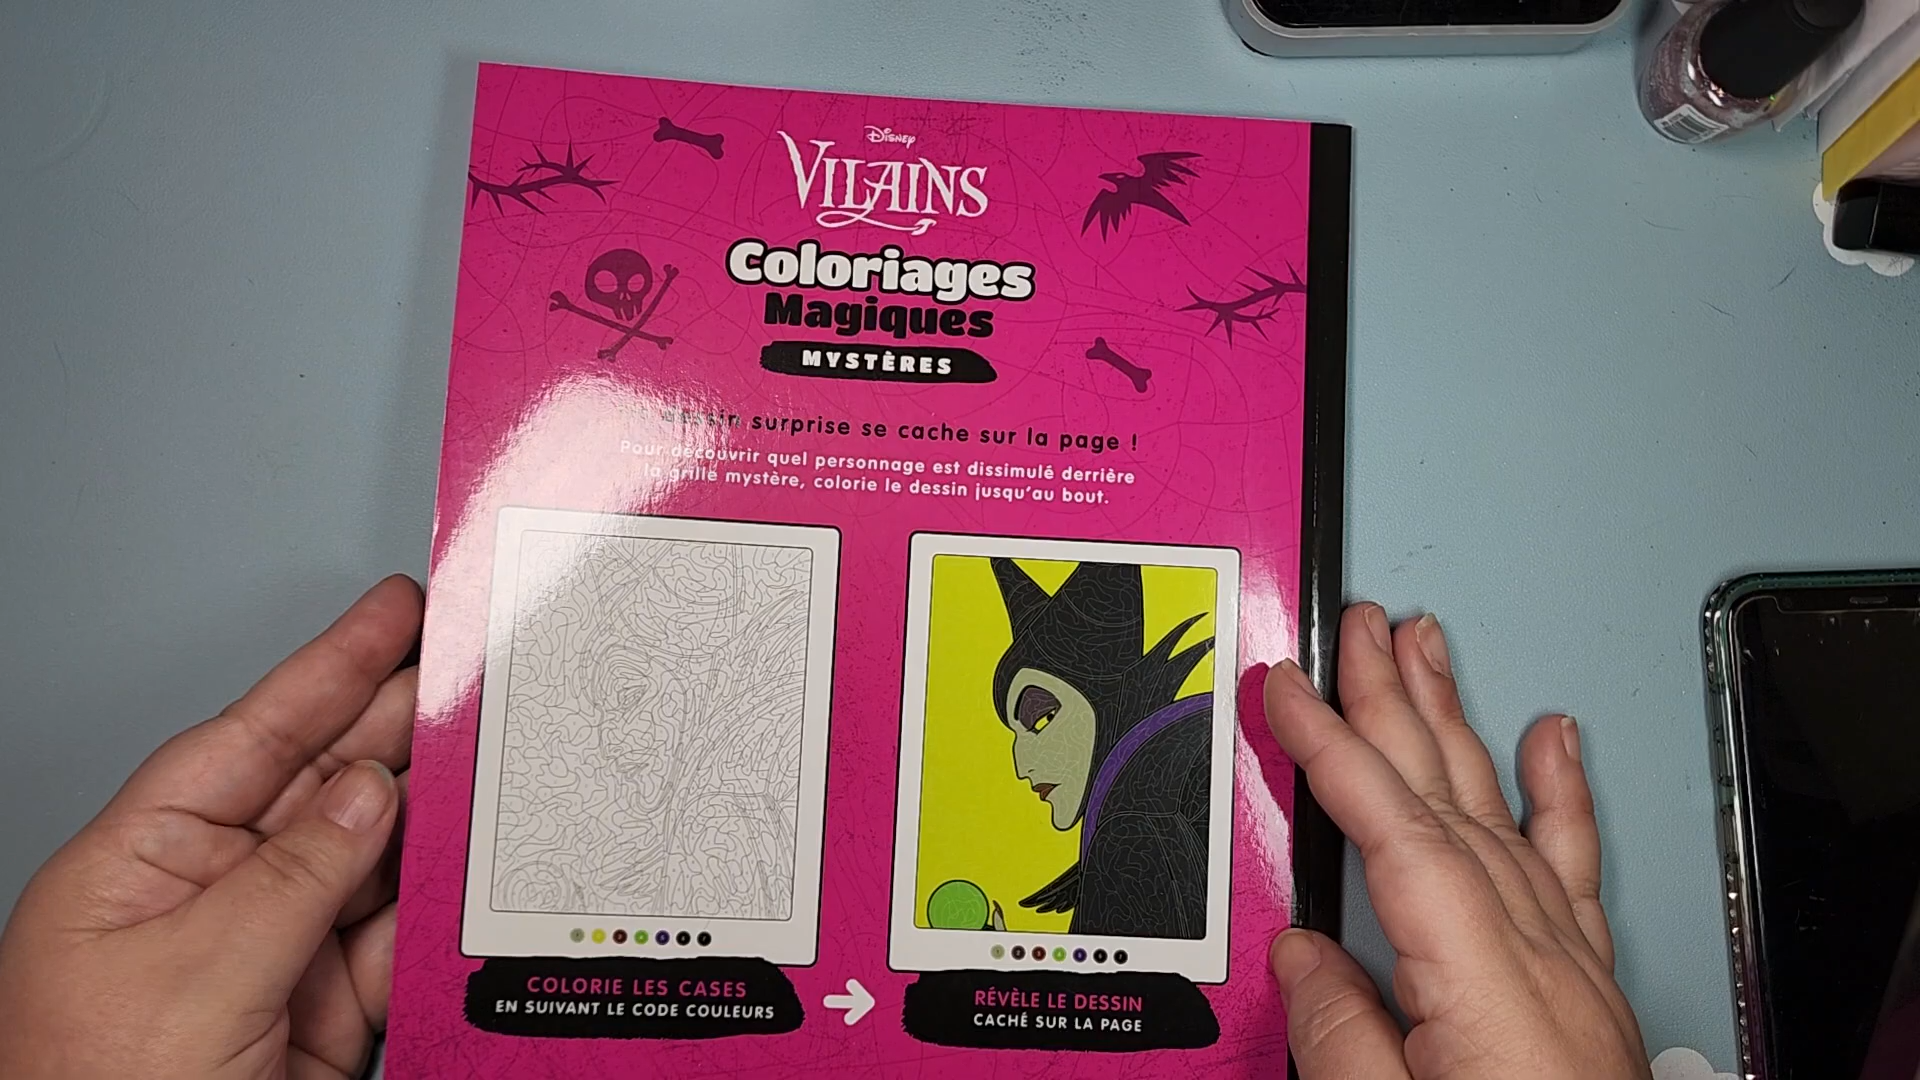 Disney
VILAINS
Coloriages
Magiques
MYSTÈRES
dessin surprise se cache sur la page !
Pour découvrir quel personnage est dissimulé derrière
la grille mystère, colorie le dessin jusqu'au bout.
COLORIE LES CASES
EN SUIVANT LE CODE COULEURS
RÉVÈLE LE DESSIN
CACHÉ SUR LA PAGE